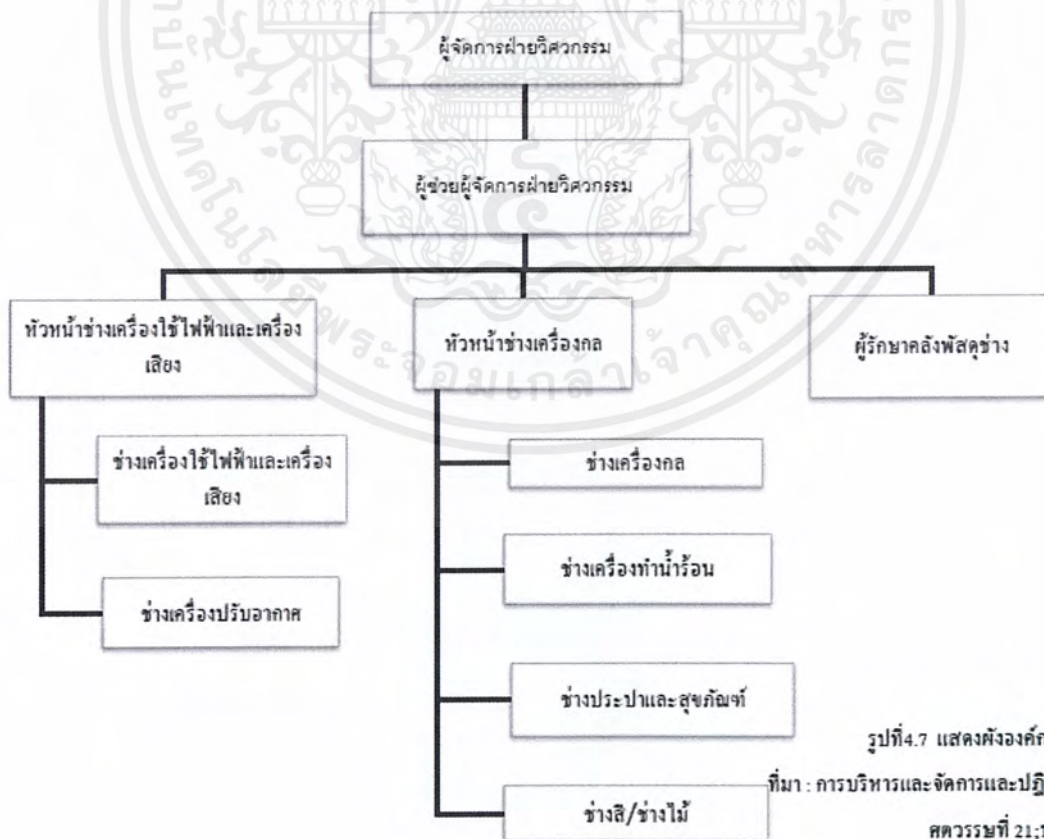 ผู้จัดการฝ่ายวิศวกรรม
ผู้ช่วยผู้จัดการฝ่ายวิศวกรรม
หัวหน้าช่างเครื่องใช้ไฟฟ้าและเครื่อง
เสียง
หัวหน้าช่างเครื่องกล
ผู้รักษาคลังพัสดุช่าง
ช่างเครื่องใช้ไฟฟ้าและเครื่อง
เสียง
ช่างเครื่องปรับอากาศ
ช่างเครื่องกล
ช่างเครื่องทำน้ำร้อน
ช่างประปาและสุขภัณฑ์
ช่างสี/ช่างไม้
รูปที่4.7 แสดงผังองค์ก
ที่มา : การบริหารและจัดการและปฏิ
ศตวรรษที่ 21;